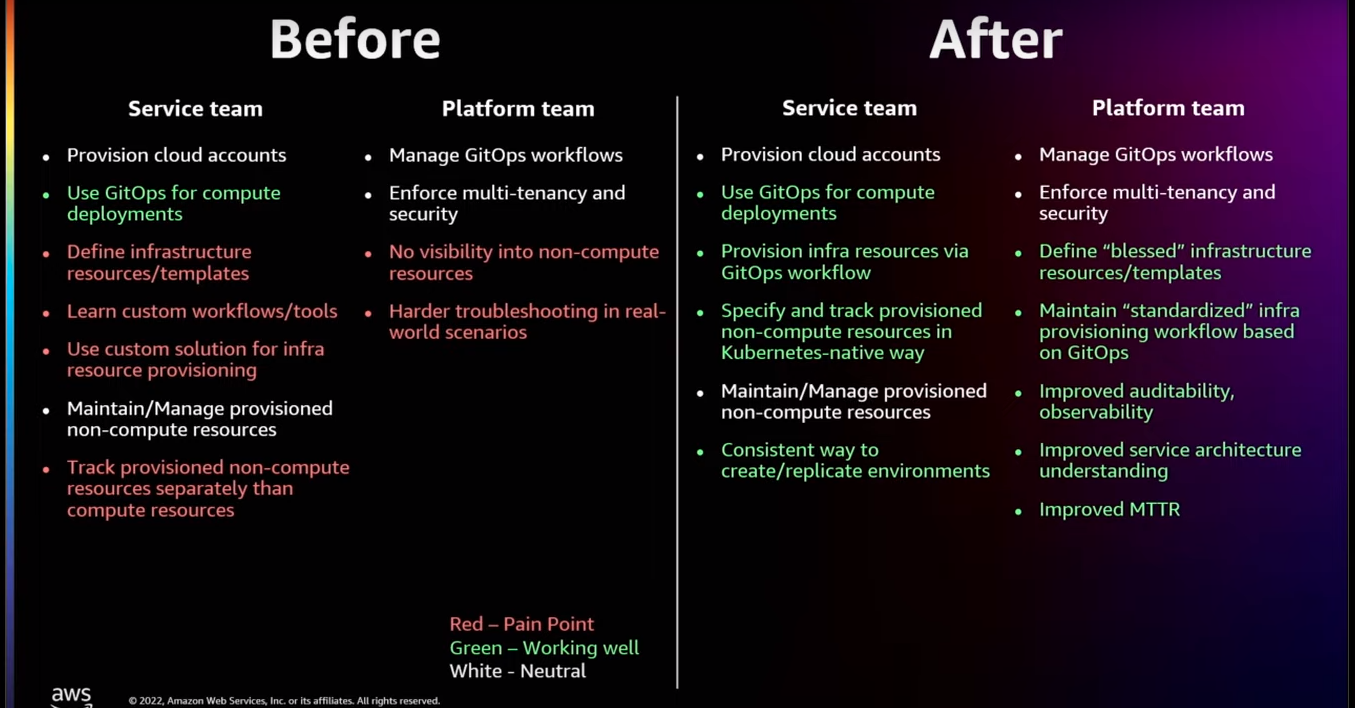 Before
Service team
Provision cloud accounts
Use GitOps for compute
deployments
Define infrastructure
resources/templates
Learn custom workflows/tools
Use custom solution for infra
resource provisioning
Maintain/Manage provisioned
non-compute resources
Track provisioned non-compute
resources separately than
compute resources
Platform team
Manage GitOps workflows
Enforce multi-tenancy and
security
No visibility into non-compute
resources
Harder troubleshooting in real-
world scenarios
Red – Pain Point
Green – Working well
White - Neutral
After
Service team
Provision cloud accounts
Use GitOps for compute
deployments
Provision infra resources via
GitOps workflow
Specify and track provisioned
non-compute resources in
Kubernetes-native way
Maintain/Manage provisioned
non-compute resources
Consistent way to
create/replicate environments
Platform team
Manage GitOps workflows
Enforce multi-tenancy and
security
Define “blessed” infrastructure
resources/templates
Maintain “standardized” infra
provisioning workflow based
on GitOps
Improved auditability,
observability
Improved service architecture
understanding
Improved MTTR
aws
© 2022, Amazon Web Services, Inc. or its affiliates. All rights reserved.